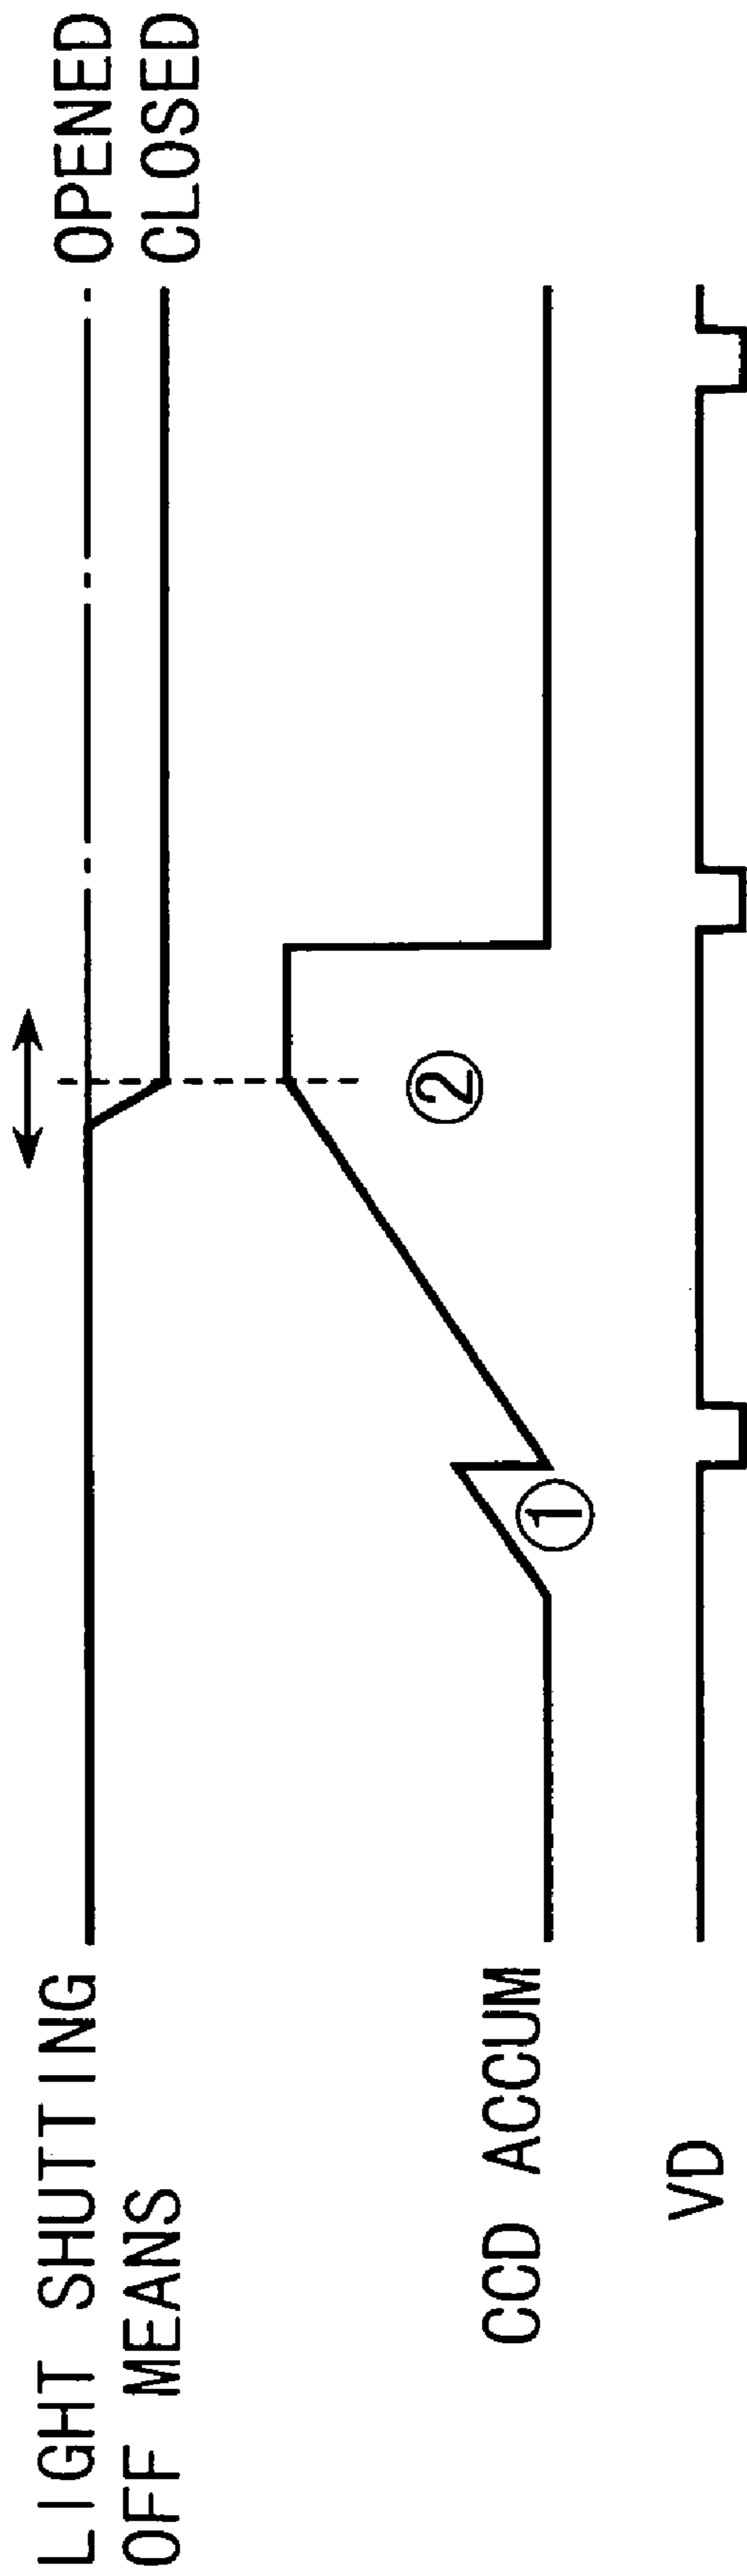 LIGHT SHUTTING
OFF MEANS
OPENED
CLOSED
CCD ACCUM
①
②
VD